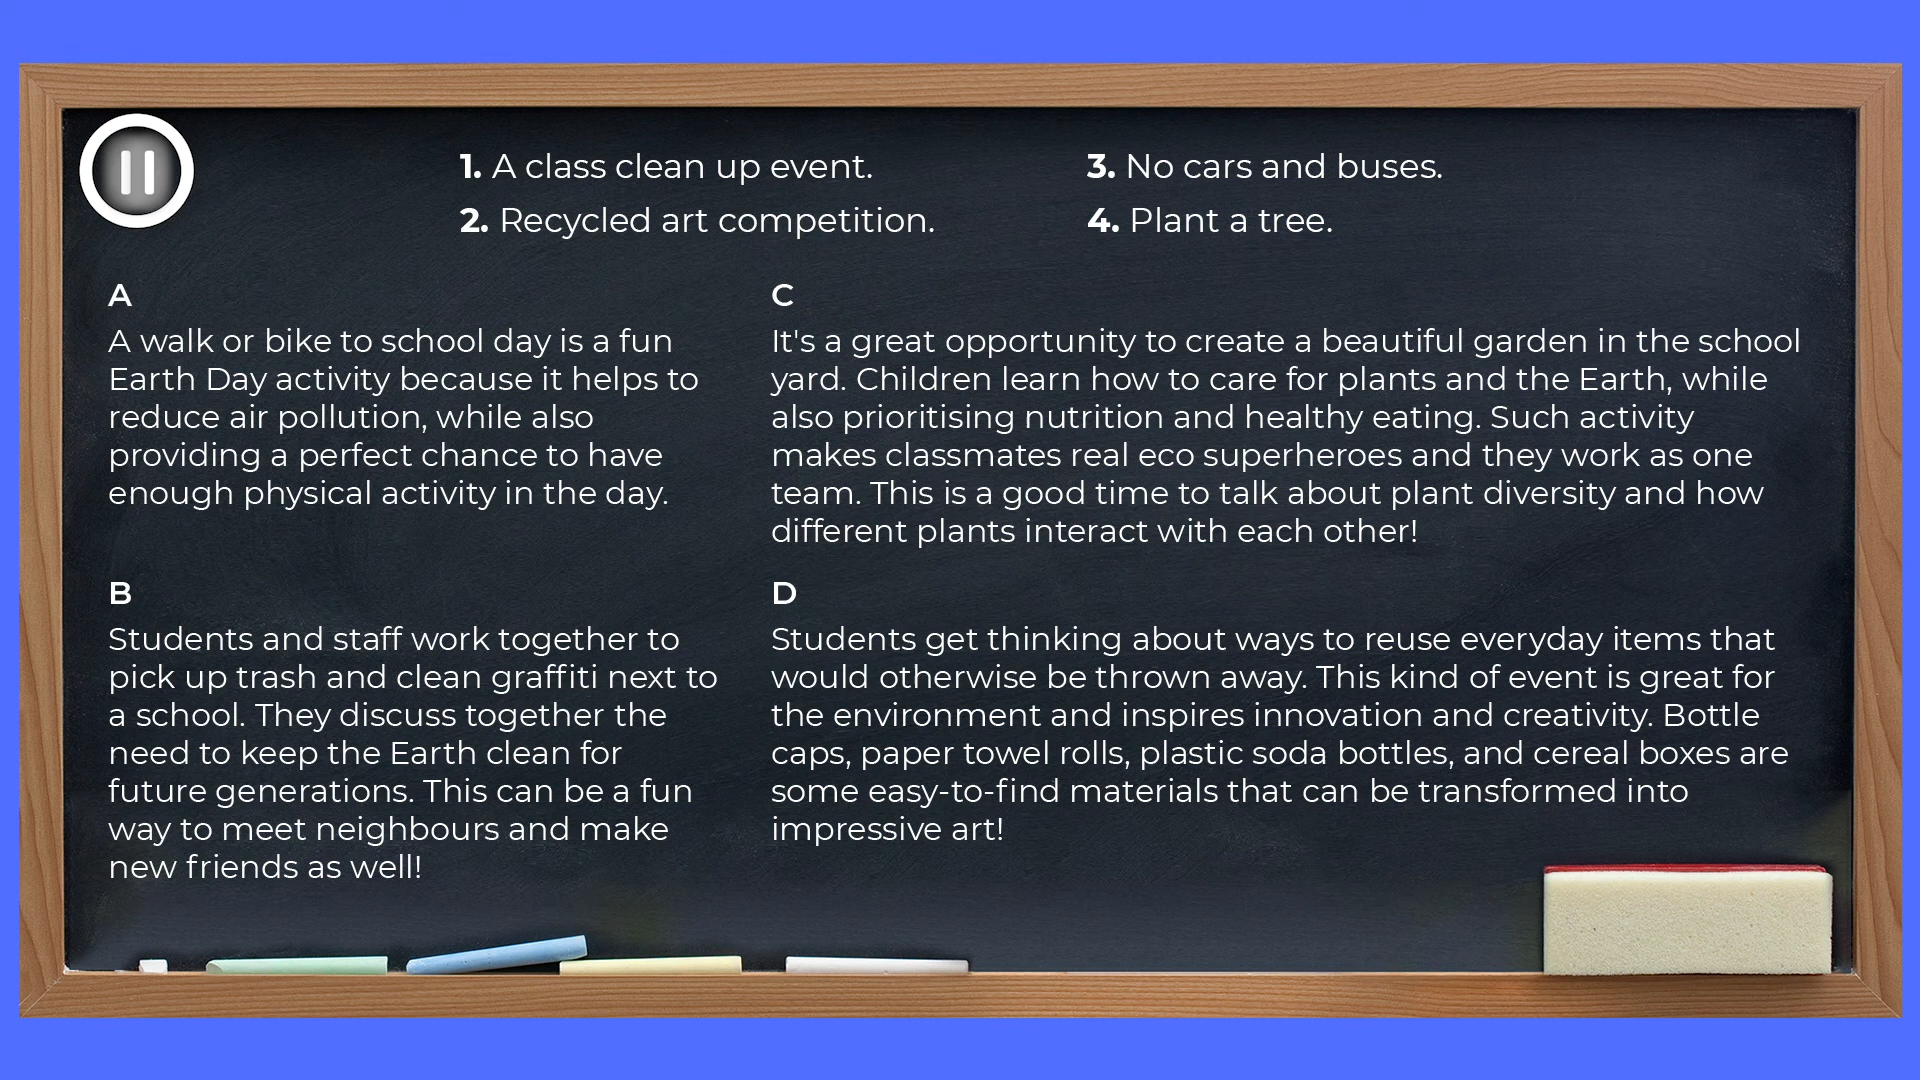 1. A class clean up event.
2. Recycled art competition.
3. No cars and buses.
4. Plant a tree.
A
A walk or bike to school day is a fun
Earth Day activity because it helps to
reduce air pollution, while also
providing a perfect chance to have
enough physical activity in the day.
B
Students and staff work together to
pick up trash and clean graffiti next to
a school. They discuss together the
need to keep the Earth clean for
future generations. This can be a fun
way to meet neighbours and make
new friends as well!
C
It's a great opportunity to create a beautiful garden in the school
yard. Children learn how to care for plants and the Earth, while
also prioritising nutrition and healthy eating. Such activity
makes classmates real eco superheroes and they work as one
team. This is a good time to talk about plant diversity and how
different plants interact with each other!
D
Students get thinking about ways to reuse everyday items that
would otherwise be thrown away. This kind of event is great for
the environment and inspires innovation and creativity. Bottle
caps, paper towel rolls, plastic soda bottles, and cereal boxes are
some easy-to-find materials that can be transformed into
impressive art!